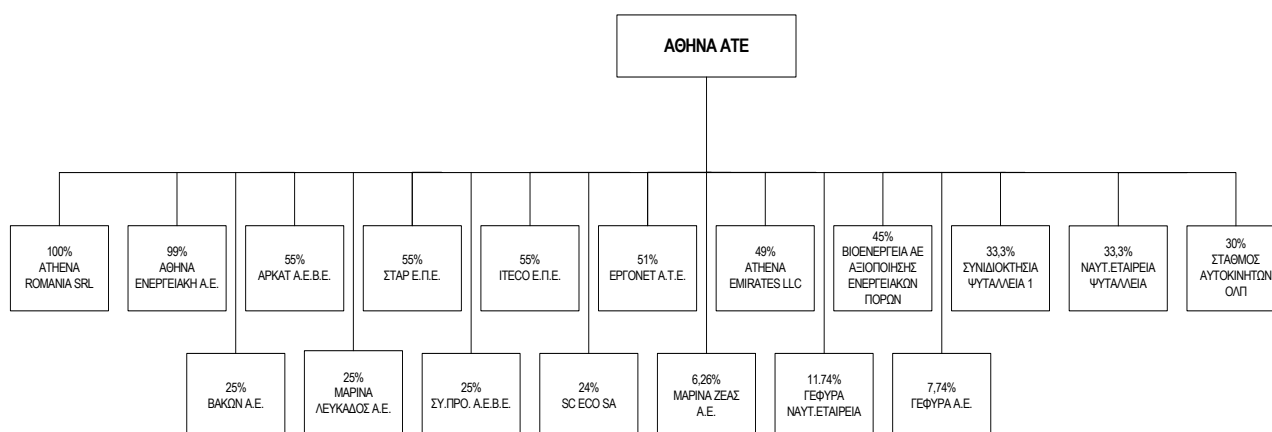 ΑΘΗΝΑ ΑΤΕ
100%
ATHENA
ROMANIA SRL
99%
ΑΘΗΝΑ
ΕΝΕΡΓΕΙΑΚΗ Α.Ε.
55%
ΑΡΚΑΤ Α.Ε.Β.Ε.
55%
ΣΤΑΡ Ε.Π.Ε.
55%
ITECO Ε.Π.Ε.
51%
ΕΡΓΟΝΕΤ Α.Τ.Ε.
49%
ATHENA
EMIRATES LLC
45%
ΒΙΟΕΝΕΡΓΕΙΑ ΑΕ
ΑΞΙΟΠΟΙΗΣΗΣ
ΕΝΕΡΓΕΙΑΚΩΝ
ΠΟΡΩΝ
33,3%
ΣΥΝΙΔΙΟΚΤΗΣΙΑ
ΨΥΤΑΛΛΕΙΑ 1
33,3%
ΝΑΥΤ.ΕΤΑΙΡΕΙΑ
ΨΥΤΑΛΛΕΙΑ
30%
ΣΤΑΘΜΟΣ
ΑΥΤΟΚΙΝΗΤΩΝ
ΟΛΠ
25%
ΒΑΚΩΝ Α.Ε.
25%
ΜΑΡΙΝΑ
ΛΕΥΚΑΔΟΣ Α.Ε.
25%
ΣΥ.ΠΡΟ. Α.Ε.Β.Ε.
24%
SC ECO SA
6,26%
ΜΑΡΙΝΑ ΖΕΑΣ
Α.Ε.
11.74%
ΓΕΦΥΡΑ
ΝΑΥΤ.ΕΤΑΙΡΕΙΑ
7,74%
ΓΕΦΥΡΑ Α.Ε.